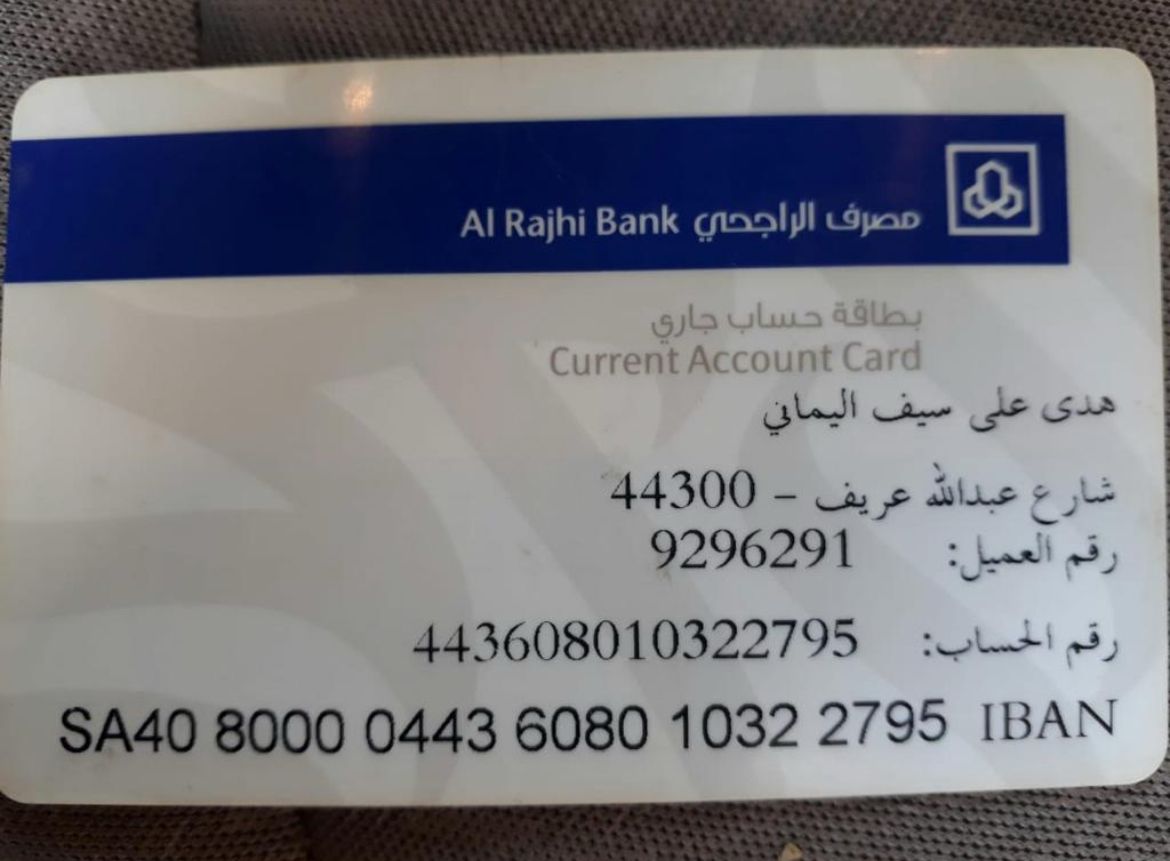 مصرف الراجحي Al Rajhi Bank
بطاقة حساب جاري
Current Account Card
هدى على سيف اليماني
شارع عبدالله عريف - 44300
رقم العميل: 9296291
رقم الحساب: 443608010322795
IBAN SA40 8000 0443 6080 1032 2795